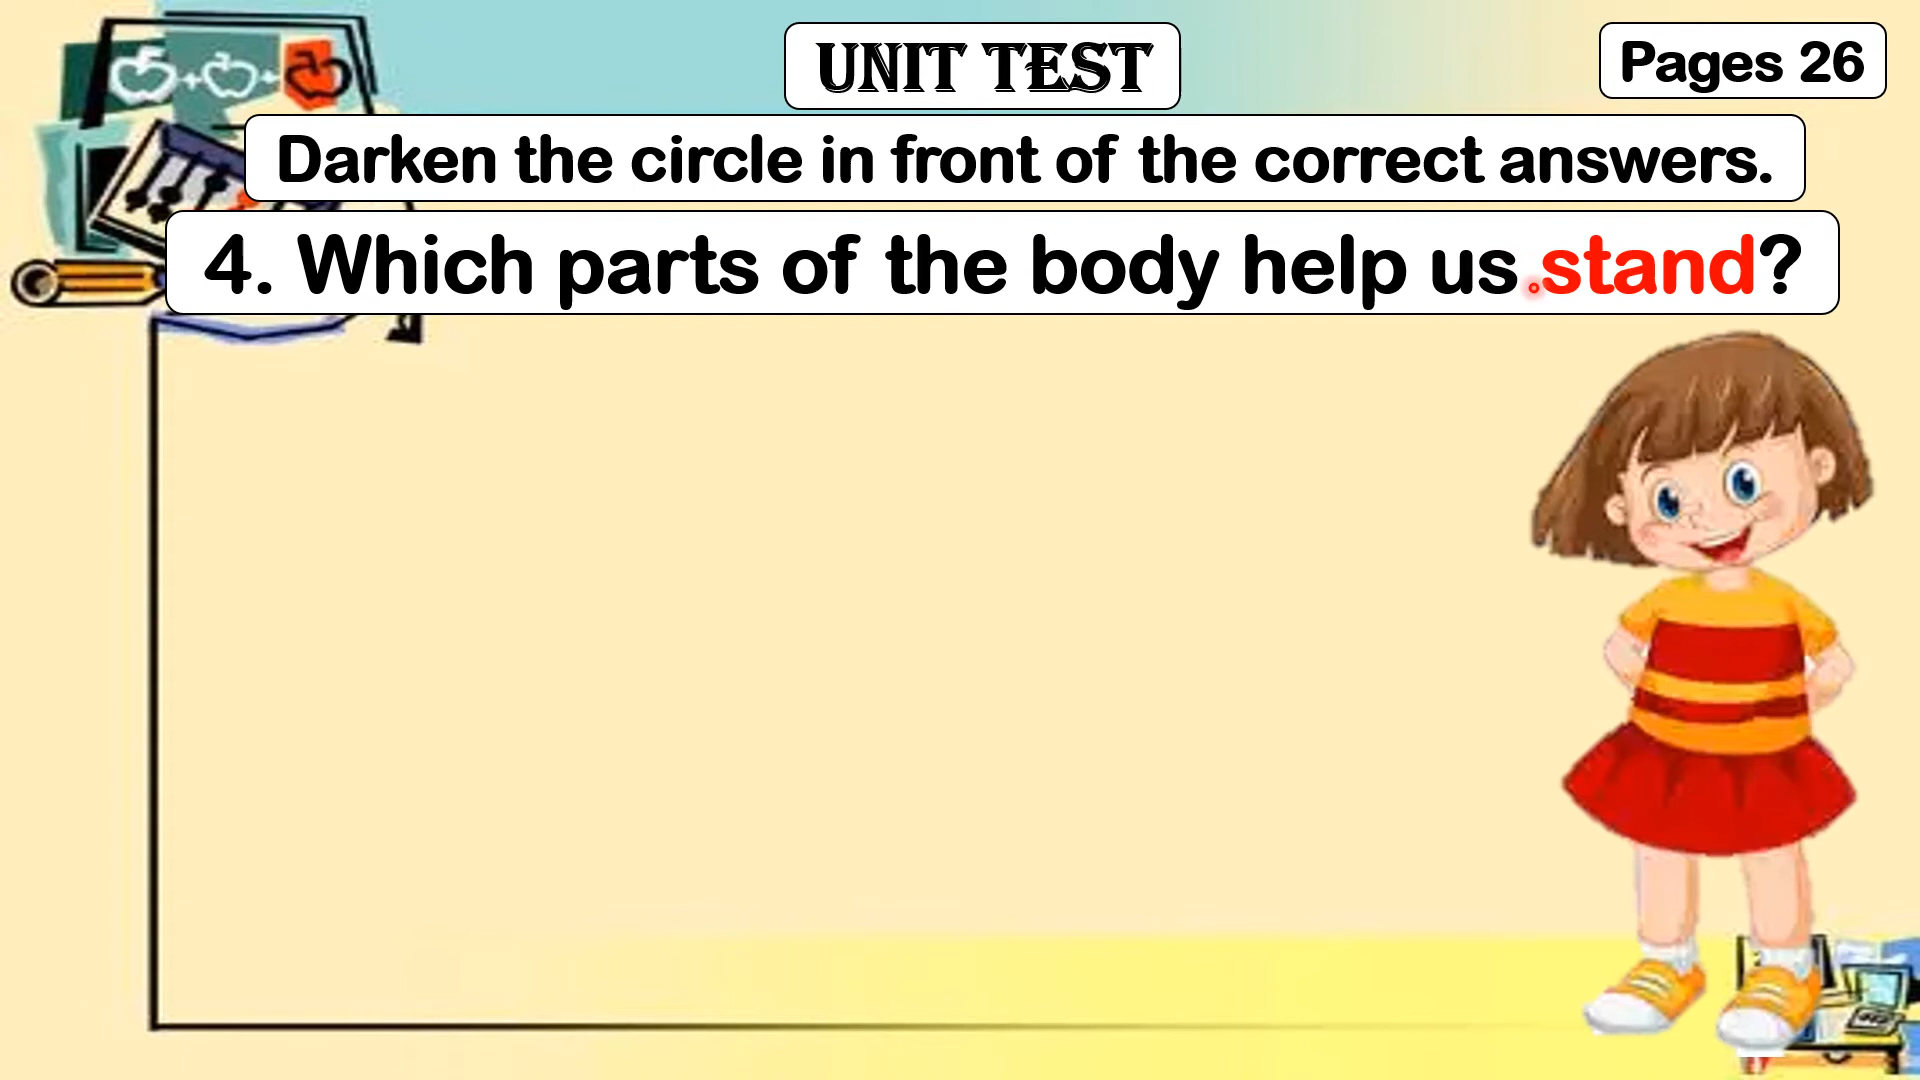 UNIT TEST
Pages 26
Darken the circle in front of the correct answers.
4. Which parts of the body help us stand?